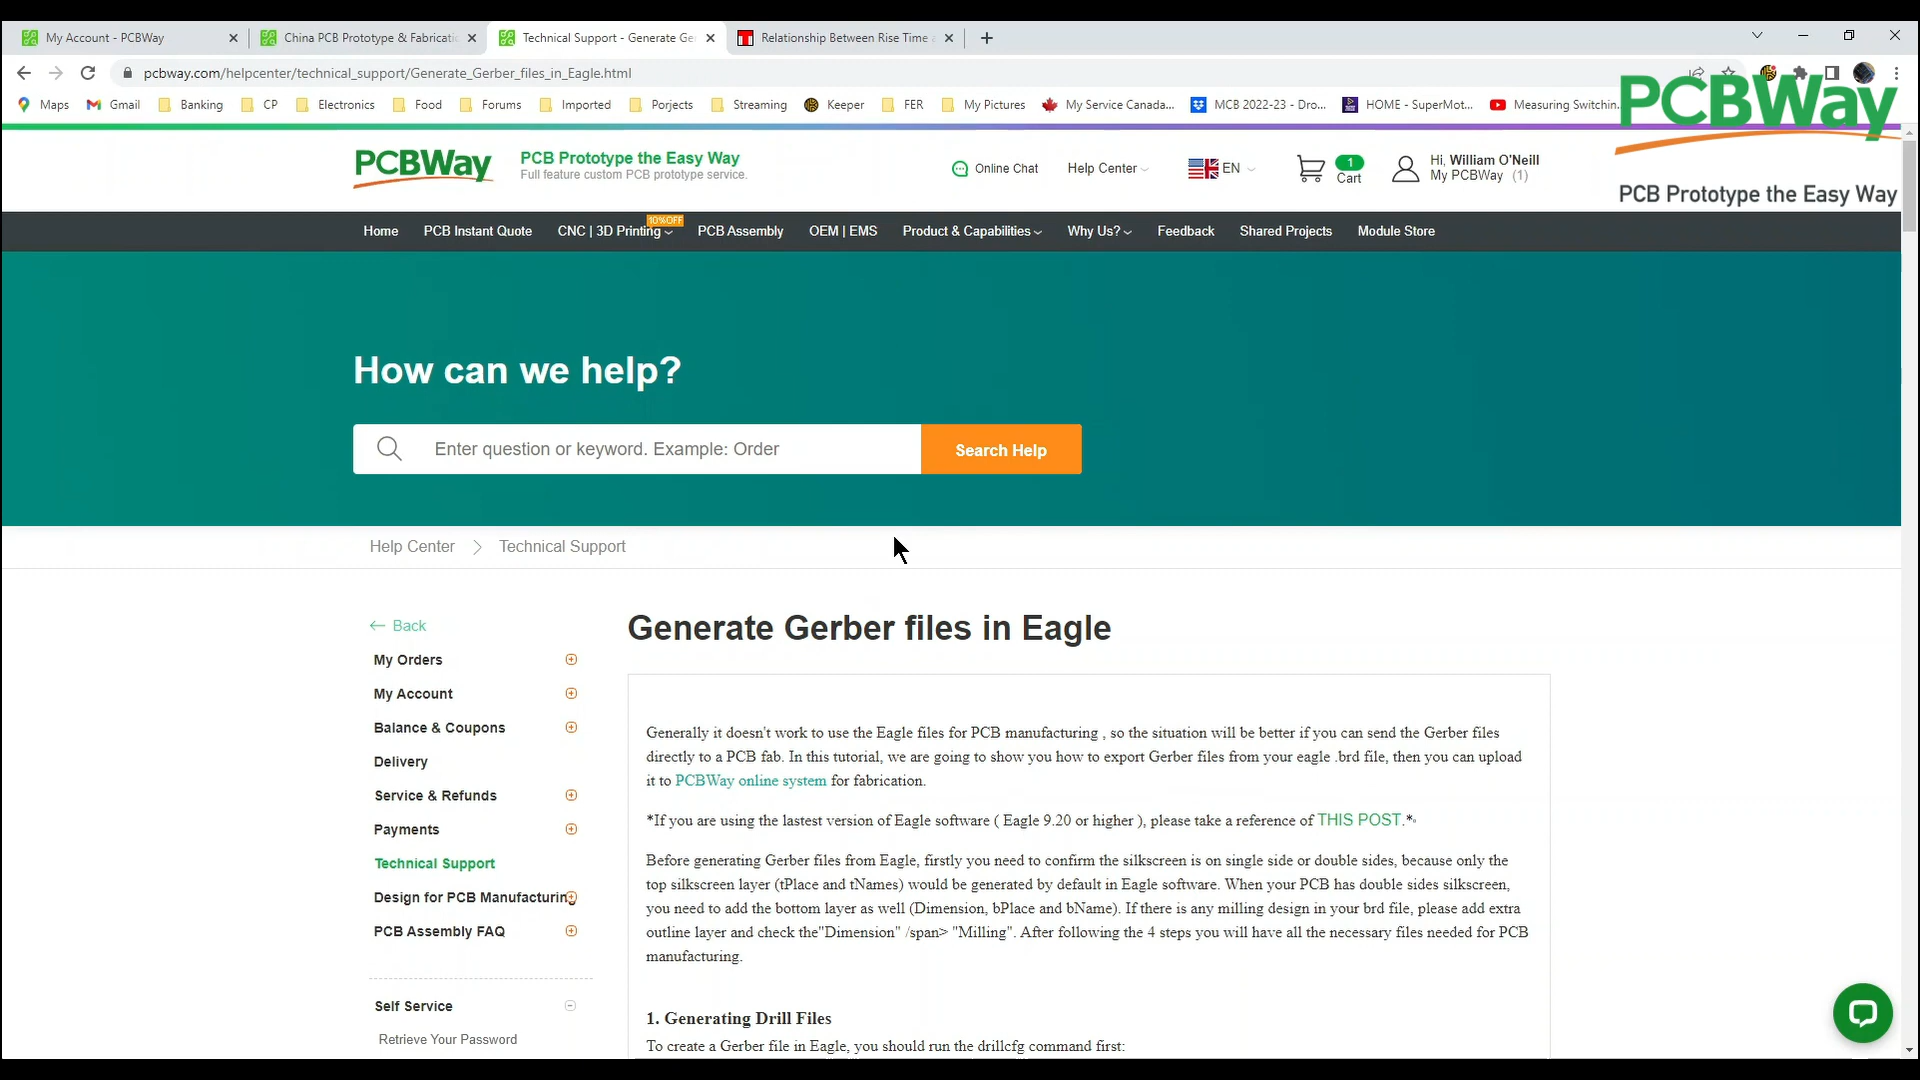 My Account - PCBWay
China PCB Prototype & Fabricatio
Technical Support - Generate Ge
Relationship Between Rise Time a
pcbway.com/helpcenter/technical_support/Generate_Gerber_files_in_Eagle.html
Maps
Gmail
Banking
CP
Electronics
Food
Forums
Imported
Porjects
Streaming
Keeper
FER
My Pictures
My Service Canada...
MCB 2022-23 - Dro...
HOME - SuperMot...
Measuring Switchin...
PCBWay
PCB Prototype the Easy Way
PCBWay
PCB Prototype the Easy Way
Full feature custom PCB prototype service.
Online Chat
Help Center
EN
1
Cart
Hi, William O'Neill
My PCBWay (1)
Home
PCB Instant Quote
10%OFF
CNC | 3D Printing
PCB Assembly
OEM | EMS
Product & Capabilities
Why Us?
Feedback
Shared Projects
Module Store
How can we help?
Enter question or keyword. Example: Order
Search Help
Help Center
Technical Support
Back
My Orders
My Account
Balance & Coupons
Delivery
Service & Refunds
Payments
Technical Support
Design for PCB Manufacturing
PCB Assembly FAQ
Self Service
Retrieve Your Password
Generate Gerber files in Eagle
Generally it doesn't work to use the Eagle files for PCB manufacturing , so the situation will be better if you can send the Gerber files
directly to a PCB fab. In this tutorial, we are going to show you how to export Gerber files from your eagle .brd file, then you can upload
it to PCBWay online system for fabrication.
*If you are using the lastest version of Eagle software ( Eagle 9.20 or higher ), please take a reference of THIS POST.*
Before generating Gerber files from Eagle, firstly you need to confirm the silkscreen is on single side or double sides, because only the
top silkscreen layer (tPlace and tNames) would be generated by default in Eagle software. When your PCB has double sides silkscreen,
you need to add the bottom layer as well (Dimension, bPlace and bName). If there is any milling design in your brd file, please add extra
outline layer and check the"Dimension" /span> "Milling". After following the 4 steps you will have all the necessary files needed for PCB
manufacturing.
1. Generating Drill Files
To create a Gerber file in Eagle, you should run the drillcfg command first: